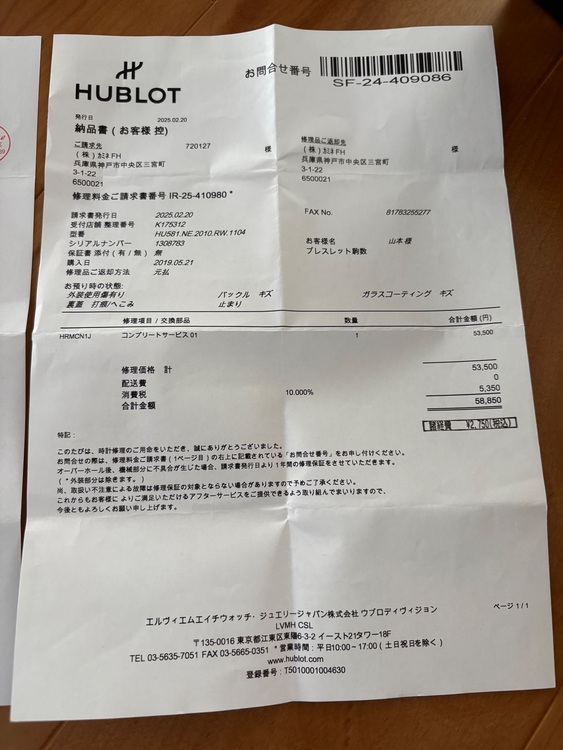 HUBLOT
お問合せ番号
SF-24-409086
発行日 2025.02.20
納品書 (お客様 控)
ご請求先 720127 様
(株) カミネFH
兵庫県神戸市中央区三宮町
3-1-22
6500021
修理品ご返却先 様
(株) カミネFH
兵庫県神戸市中央区三宮町
3-1-22
6500021
修理料金ご請求書番号 IR-25-410980 *
請求書発行日 2025.02.20
受付店舗 整理番号 K175312
型番 HU581.NE.2010.RW.1104
シリアルナンバー 1308783
保証書 添付 ( 有 / 無 ) 無
購入日 2019.05.21
修理品ご返却方法 元払
FAX No. 81783255277
お客様名 山本 様
ブレスレット駒数
お預り時の状態:
外装使用傷有り バックル キズ ガラスコーティング キズ
裏蓋 打痕/へこみ 止まり
修理項目 / 交換部品 数量 合計金額 (円)
HRMCN1J コンプリートサービス 01 1 53,500
修理価格 計 53,500
配送費 0
消費税 10.000% 5,350
合計金額 58,850
諸経費 ¥2,750(税込)
特記 :
このたびは、時計修理のご用命をいただき、誠にありがとうございました。
お問合せの際は、修理料金ご請求書 (1ページ目) の右上に記載されている「お問合せ番号」をお申し付けください。
オーバーホール後、機械部分に不具合が生じた場合、請求書発行日より1年間の修理保証をさせていただきます。
( *外装部分は除きます。)
尚、取扱い不注意による故障は修理保証の対象とならない場合がありますので予めご了承ください。
これからもお客様に よりご満足いただけるアフターサービスをご提供できるよう取り組んでまいりますので、
今後ともよろしくお願い申し上げます。
エルヴィエムエイチウォッチ・ジュエリージャパン株式会社 ウブロディヴィジョン
ページ 1 / 1
LVMH CSL
〒135-0016 東京都江東区東陽6-3-2 イースト21タワー18F
TEL 03-5635-7051 FAX 03-5665-0351 *営業時間 : 平日10:00~17:00 (土日祝日を除く)
www.hublot.com
登録番号 : T5010001004630